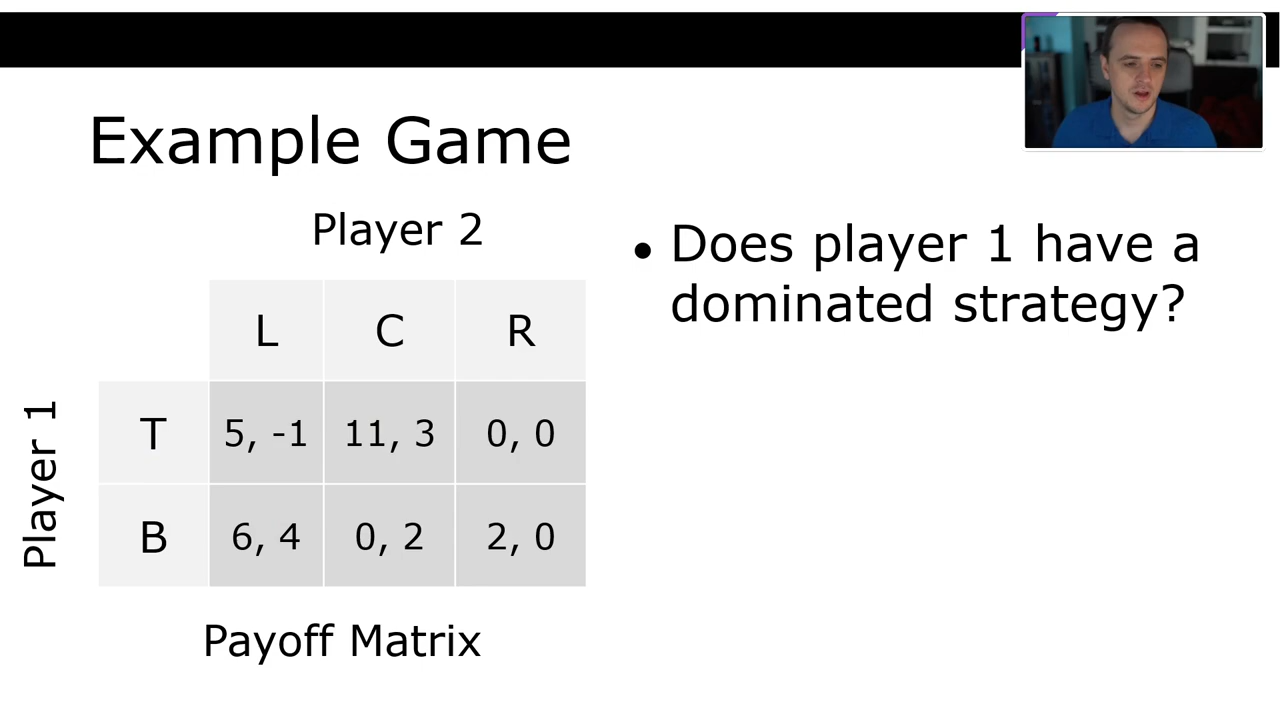 Example Game
Player 2
• Does player 1 have a
dominated strategy?
L C R
Player 1
T 5, -1 11, 3 0, 0
B 6, 4 0, 2 2, 0
Payoff Matrix